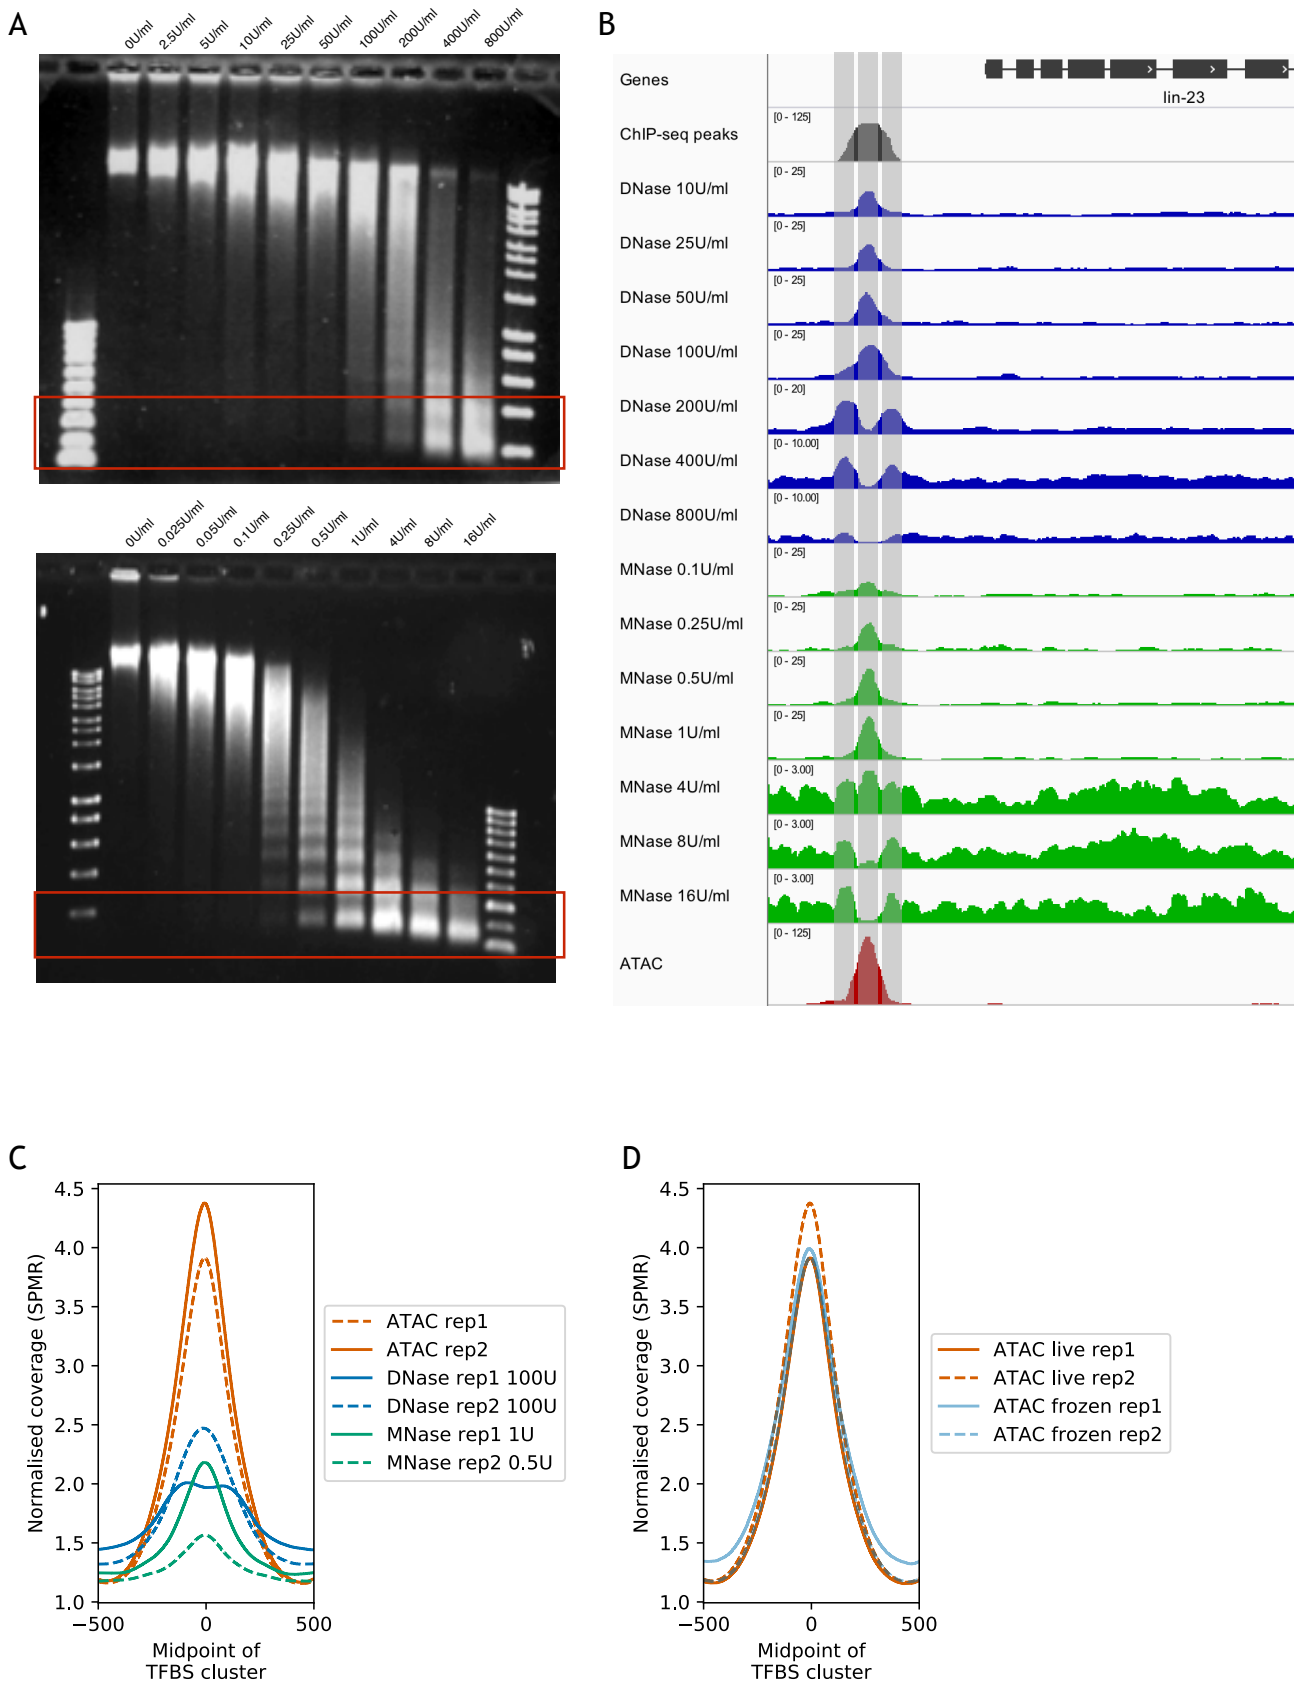 A
0U/ml
2.5U/ml
5U/ml
10U/ml
25U/ml
50U/ml
100U/ml
200U/ml
400U/ml
800U/ml
0U/ml
0.025U/ml
0.05U/ml
0.1U/ml
0.25U/ml
0.5U/ml
1U/ml
4U/ml
8U/ml
16U/ml
B
Genes
lin-23
ChIP-seq peaks
[0 - 125]
DNase 10U/ml
[0 - 25]
DNase 25U/ml
[0 - 25]
DNase 50U/ml
[0 - 25]
DNase 100U/ml
[0 - 25]
DNase 200U/ml
[0 - 20]
DNase 400U/ml
[0 - 10.00]
DNase 800U/ml
[0 - 10.00]
MNase 0.1U/ml
[0 - 25]
MNase 0.25U/ml
[0 - 25]
MNase 0.5U/ml
[0 - 25]
MNase 1U/ml
[0 - 25]
MNase 4U/ml
[0 - 3.00]
MNase 8U/ml
[0 - 3.00]
MNase 16U/ml
[0 - 3.00]
ATAC
[0 - 125]
C
Normalised coverage (SPMR)
4.5
4.0
3.5
3.0
2.5
2.0
1.5
1.0
−500
0
500
Midpoint of
TFBS cluster
ATAC rep1
ATAC rep2
DNase rep1 100U
DNase rep2 100U
MNase rep1 1U
MNase rep2 0.5U
D
Normalised coverage (SPMR)
4.5
4.0
3.5
3.0
2.5
2.0
1.5
1.0
−500
0
500
Midpoint of
TFBS cluster
ATAC live rep1
ATAC live rep2
ATAC frozen rep1
ATAC frozen rep2